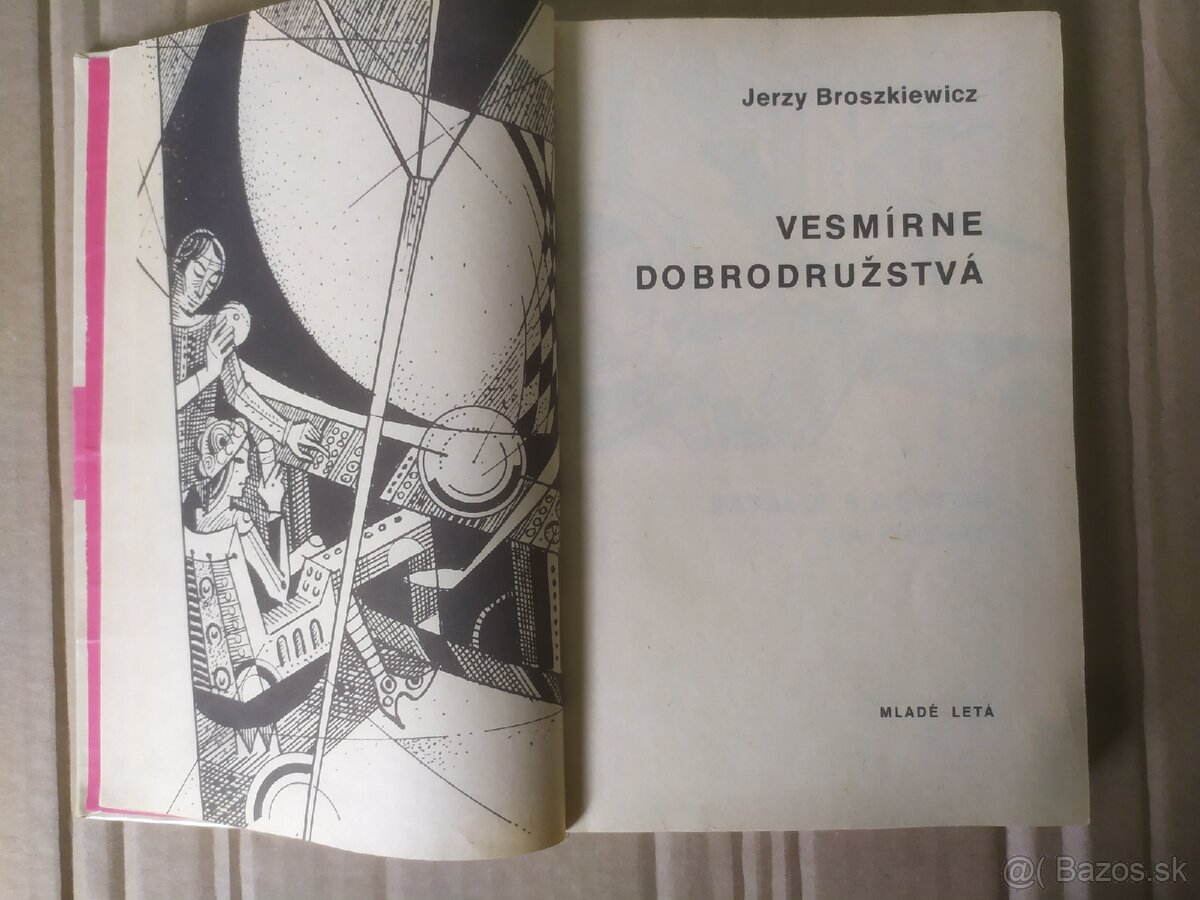 Jerzy Broszkiewicz
VESMÍRNE
DOBRODRUŽSTVÁ
MLADÉ LETÁ
@( Bazos.sk